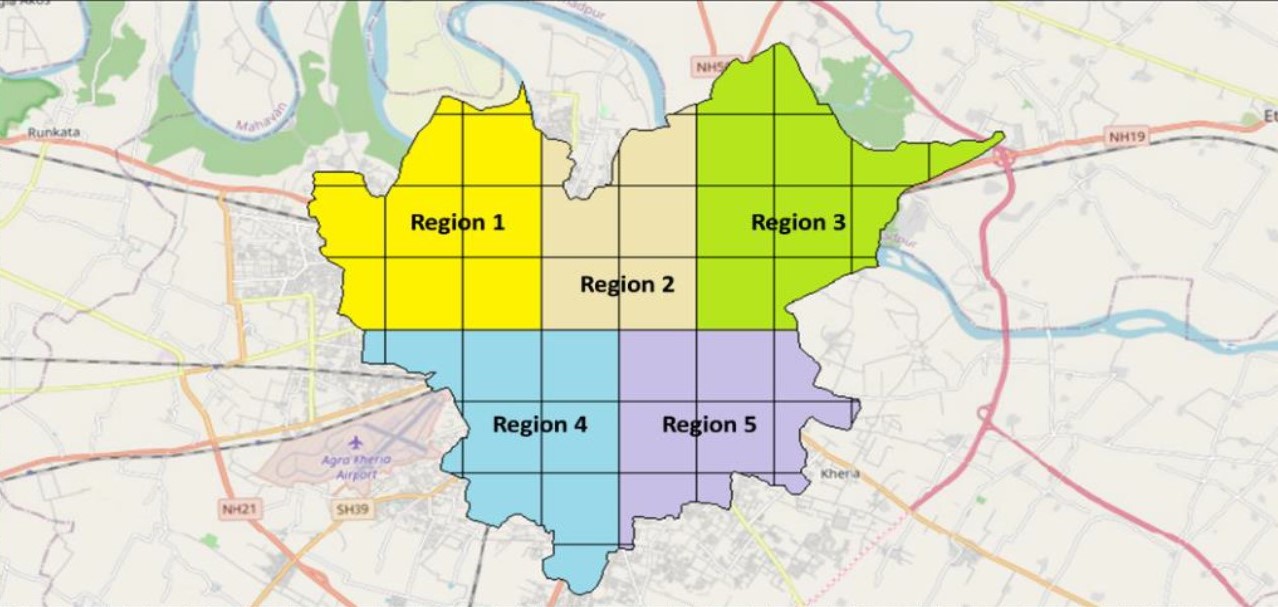 Mahavan
Runkata
NH19
Region 1
Region 3
Region 2
Region 4
Region 5
Agra Kheria
Airport
Kheria
NH21
SH39